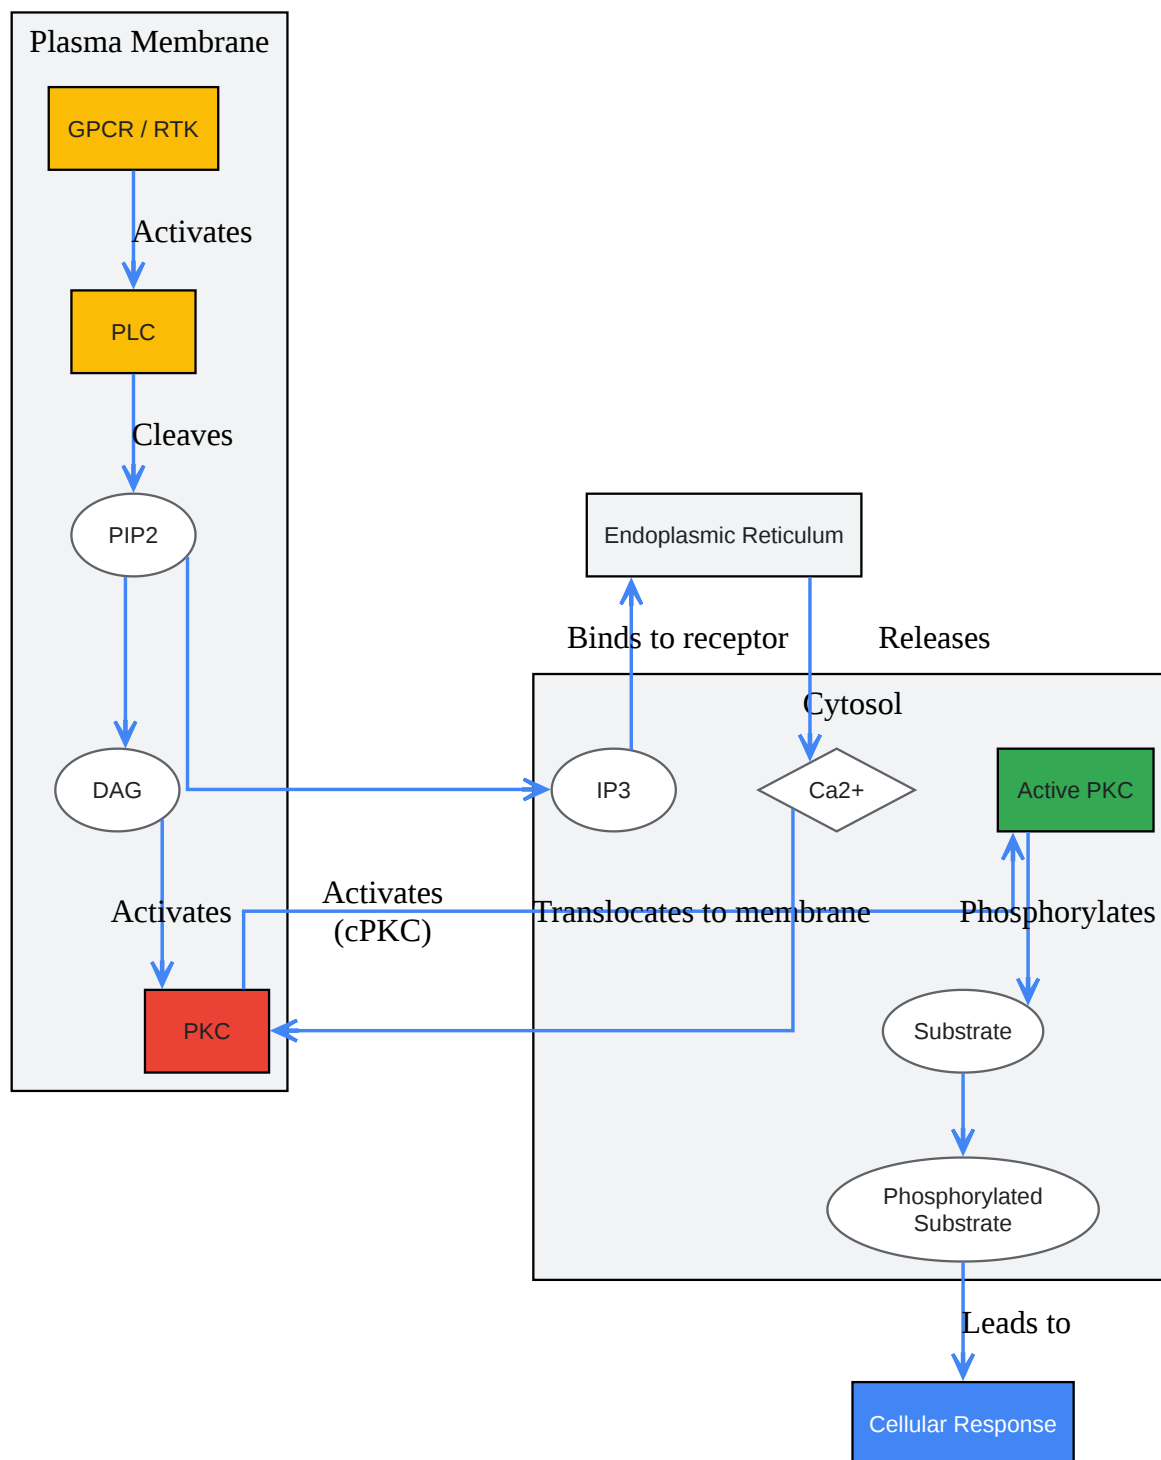 Plasma Membrane
GPCR / RTK
Activates
PLC
Cleaves
PIP2
Endoplasmic Reticulum
Binds to receptor
Releases
Cytosol
DAG
IP3
Ca2+
Active PKC
Activates
Activates
(cPKC)
Translocates to membrane
Phosphorylates
PKC
Substrate
Phosphorylated
Substrate
Leads to
Cellular Response